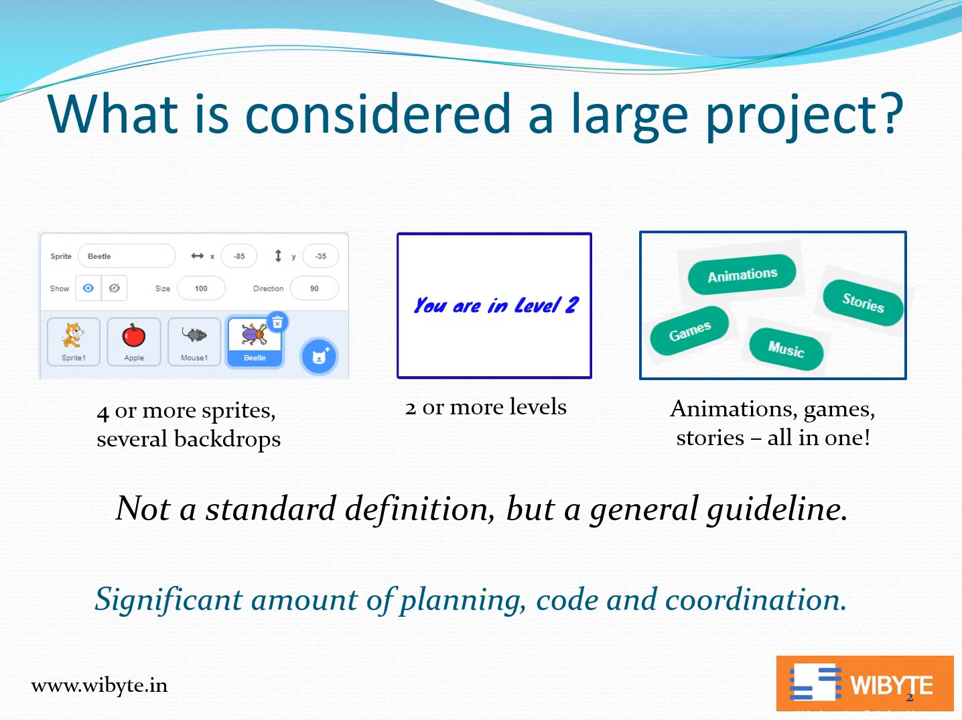 What is considered a large project?
Sprite Beetle x -85 y -35
Show Size 100 Direction 90
Sprite1 Apple Mouse1 Beetle
4 or more sprites,
several backdrops
You are in Level 2
2 or more levels
Animations
Stories
Games
Music
Animations, games,
stories – all in one!
Not a standard definition, but a general guideline.
Significant amount of planning, code and coordination.
www.wibyte.in
WIBYTE
2